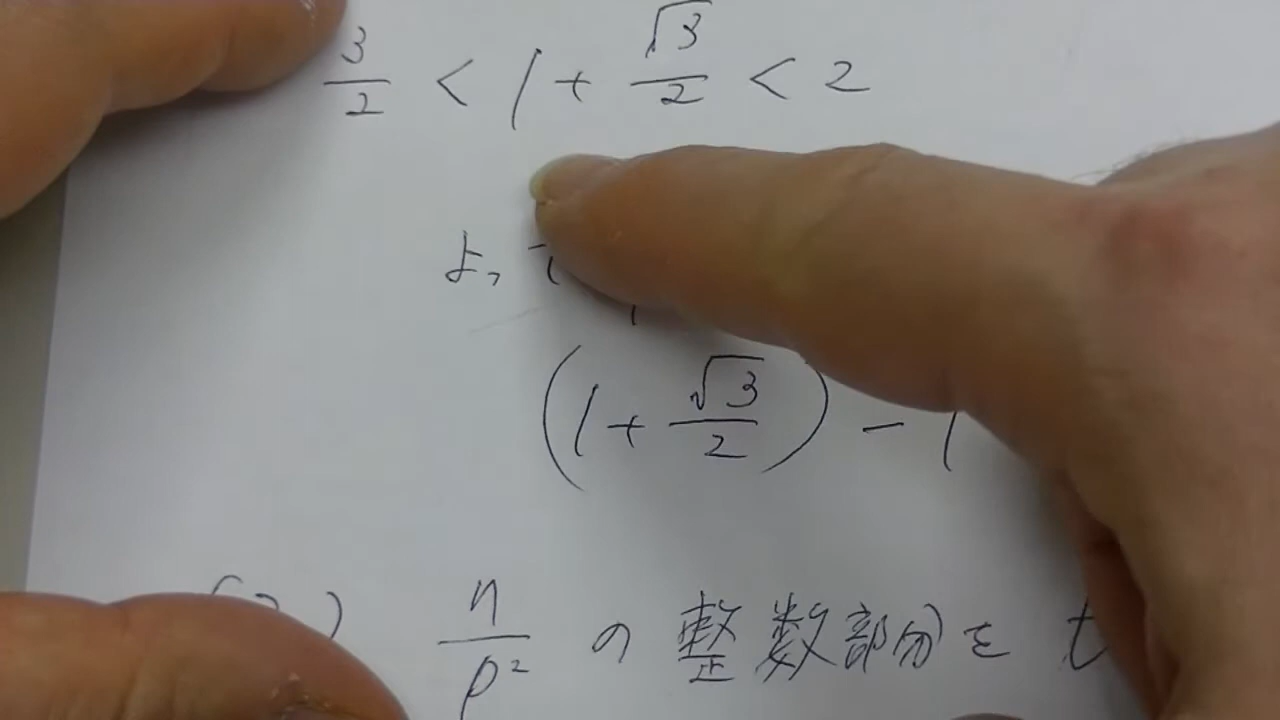 3/2 < 1 + √3/2 < 2
よって
(1 + √3/2) - 1
n/p² の 整数部分を t